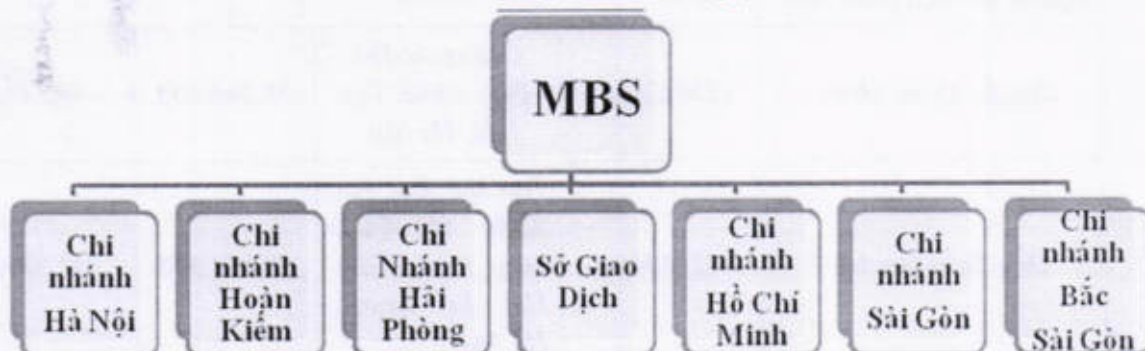 MBS
Chi
nhánh
Hà Nội
Chi
nhánh
Hoàn
Kiếm
Chi
Nhánh
Hải
Phòng
Sở Giao
Dịch
Chi
nhánh
Hồ Chí
Minh
Chi
nhánh
Sài Gòn
Chi
nhánh
Bắc
Sài Gòn